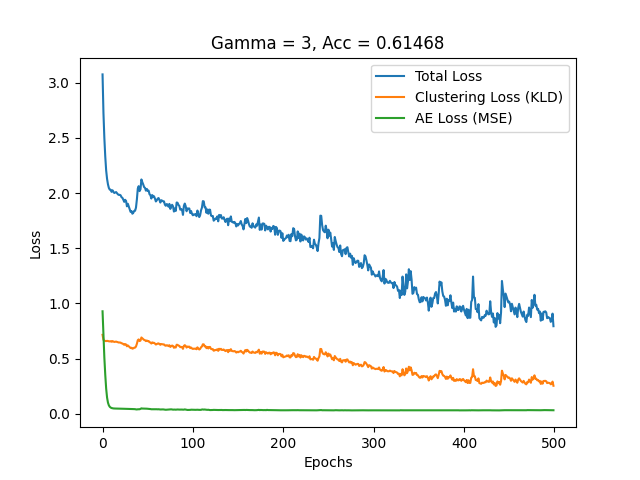 Gamma = 3, Acc = 0.61468
Total Loss
Clustering Loss (KLD)
AE Loss (MSE)
Loss
3.0
2.5
2.0
1.5
1.0
0.5
0.0
0 100 200 300 400 500
Epochs